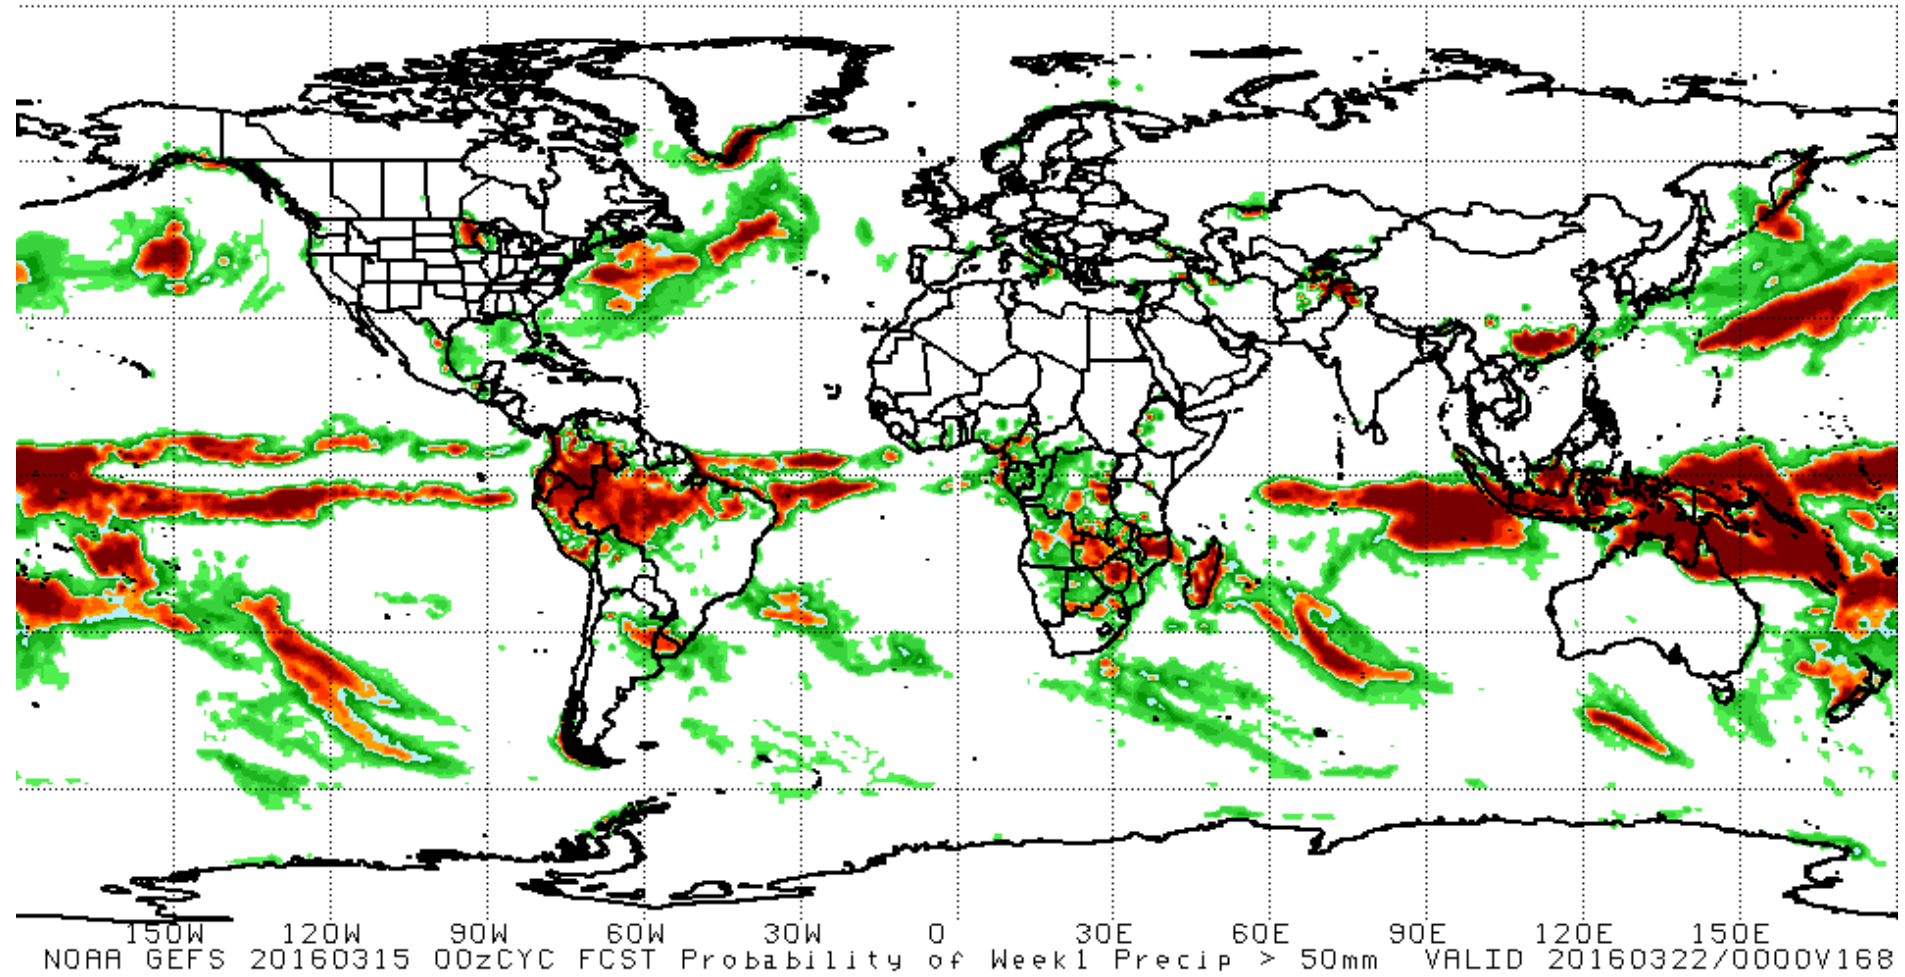 150W 120W 90W 60W 30W 0 30E 60E 90E 120E 150E
NOAA GEFS 20160315 00zCYC FCST Probability of Week1 Precip > 50mm VALID 20160322/0000V168